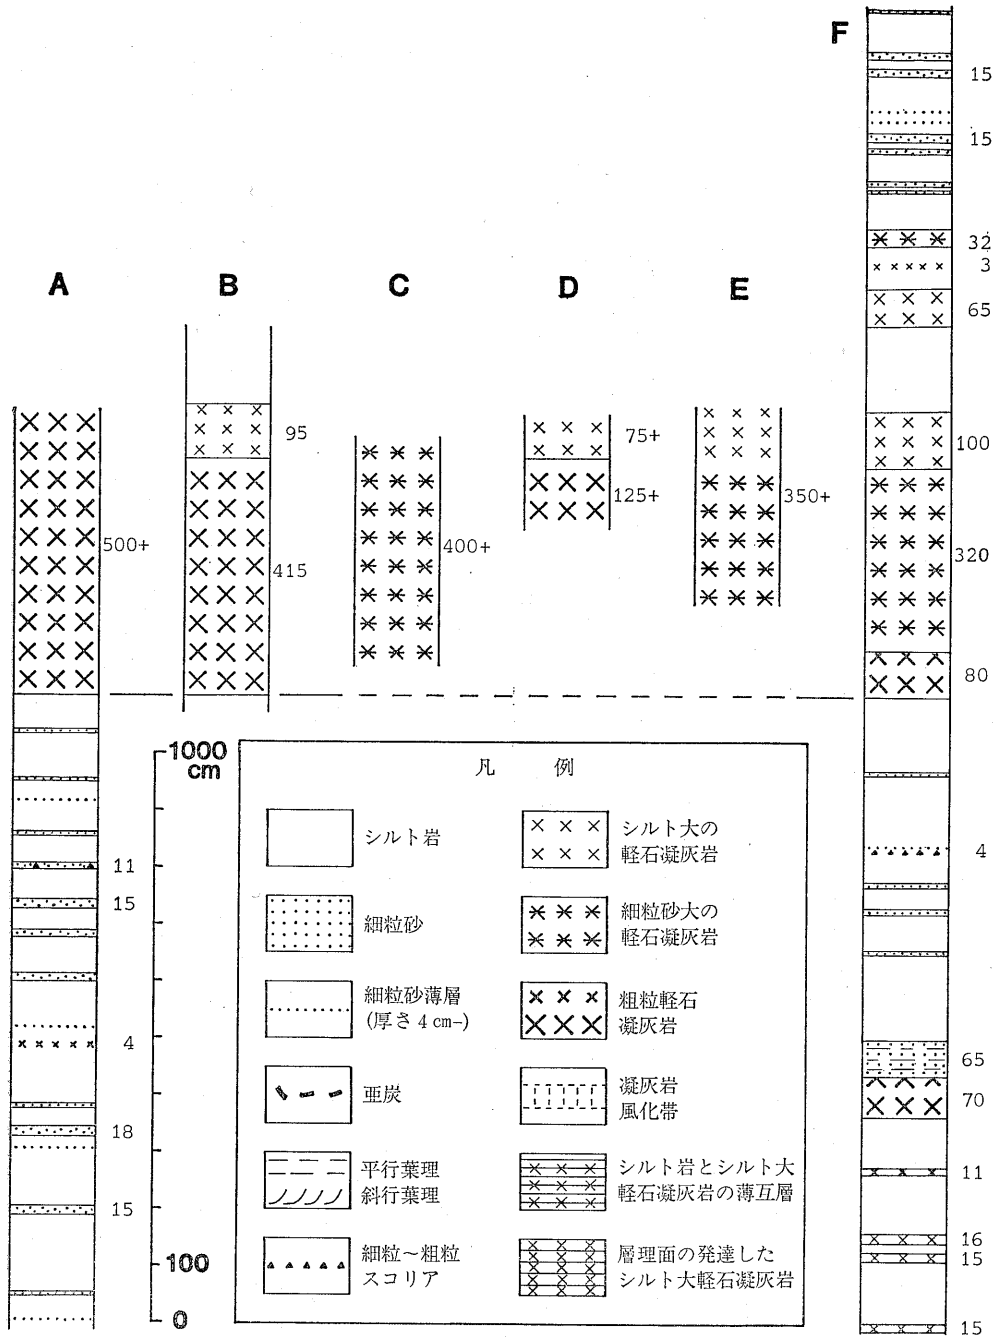 F
15
15
32
3
65
A
B
C
D
E
95
75+
100
125+
350+
500+
415
400+
320
80
1000
cm
凡 例
シルト岩
シルト大の
軽石凝灰岩
細粒砂
細粒砂大の
軽石凝灰岩
細粒砂薄層
(厚さ4cm-)
粗粒軽石
凝灰岩
亜炭
凝灰岩
風化帯
平行葉理
斜行葉理
シルト岩とシルト大
軽石凝灰岩の薄互層
細粒~粗粒
スコリア
層理面の発達した
シルト大軽石凝灰岩
11
15
4
18
15
100
0
4
65
70
11
16
15
15